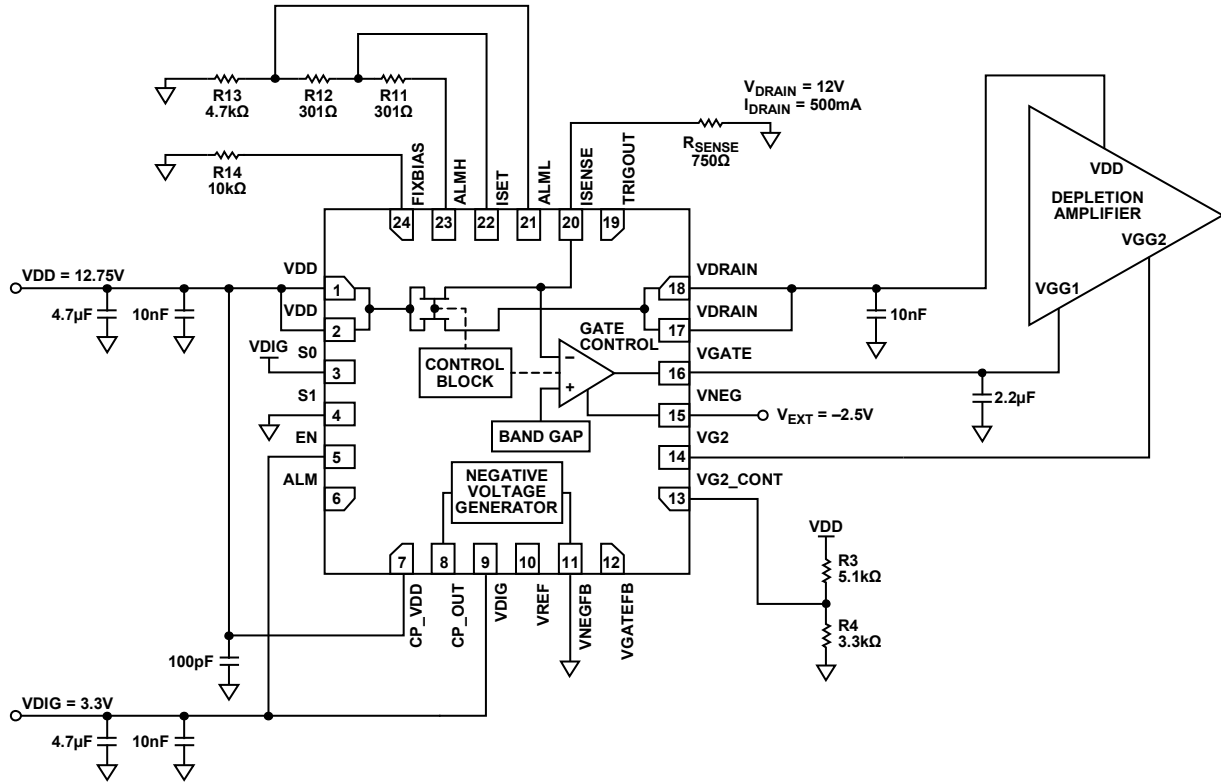 R13
4.7kΩ
R12
301Ω
R11
301Ω
R14
10kΩ
VDRAIN = 12V
IDRAIN = 500mA
RSENSE
750Ω
FIXBIAS
ALMH
ISET
ALML
ISENSE
TRIGOUT
24
23
22
21
20
19
VDD
DEPLETION
AMPLIFIER
VGG2
VGG1
VDD = 12.75V
4.7µF
10nF
VDD
1
VDD
2
VDIG
S0
3
S1
4
EN
5
ALM
6
CONTROL
BLOCK
GATE
CONTROL
–
+
BAND GAP
NEGATIVE
VOLTAGE
GENERATOR
VDRAIN
18
VDRAIN
17
VGATE
16
VNEG
15
VG2
14
VG2_CONT
13
10nF
2.2µF
VEXT = –2.5V
VDD
R3
5.1kΩ
R4
3.3kΩ
7
8
9
10
11
12
CP_VDD
CP_OUT
VDIG
VREF
VNEGFB
VGATEFB
100pF
VDIG = 3.3V
4.7µF
10nF